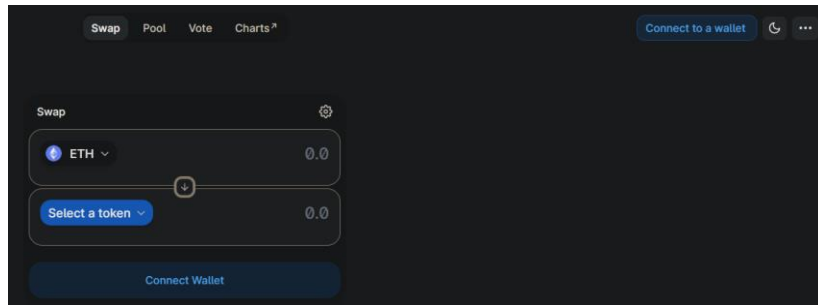 Swap Pool Vote Charts↗ Connect to a wallet
Swap
ETH 0.0
Select a token 0.0
Connect Wallet